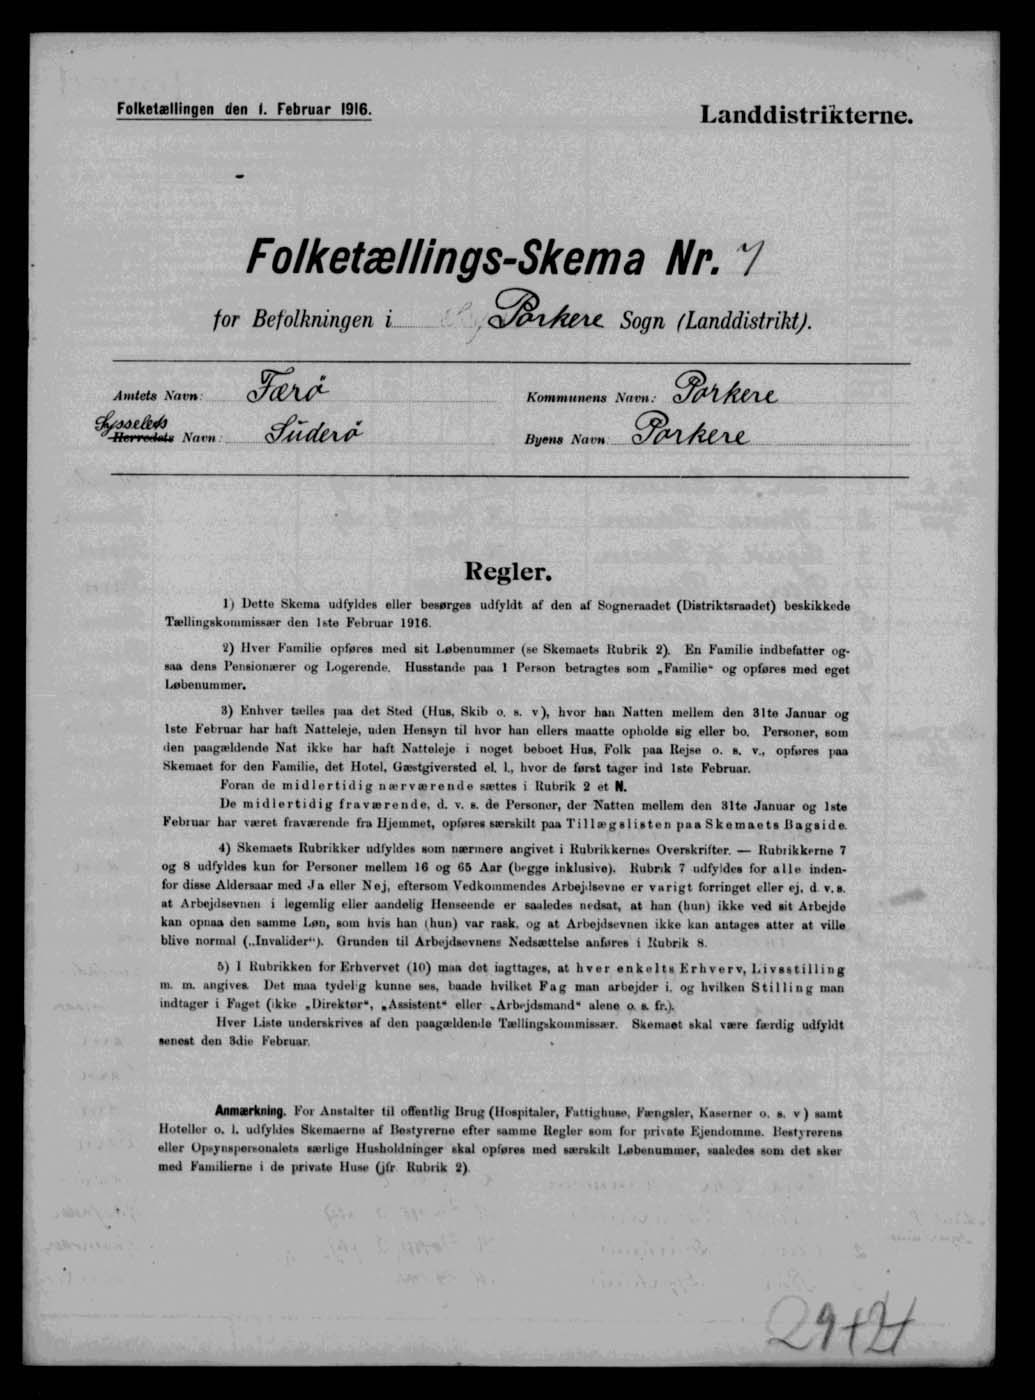 Folketællingen den 1. Februar 1916.
Landdistrikterne.
Folketællings-Skema Nr. 7
for Befolkningen i Porkere Sogn (Landdistrikt).
Amtets Navn: Færø
Kommunens Navn: Porkere
Sysselets
Herredets Navn: Süderø
Byens Navn: Porkere
Regler.
1) Dette Skema udfyldes eller besørges udfyldt af den af Sogneraadet (Distriktsraadet) beskikkede
Tællingskommissær den 1ste Februar 1916.
2) Hver Familie opføres med sit Løbenummer (se Skemaets Rubrik 2). En Familie indbefatter og-
saa dens Pensionærer og Logerende. Husstande paa 1 Person betragtes som „Familie“ og opføres med eget
Løbenummer.
3) Enhver tælles paa det Sted (Hus, Skib o. s. v), hvor han Natten mellem den 31te Januar og
1ste Februar har haft Natteleje, uden Hensyn til hvor han ellers maatte opholde sig eller bo. Personer, som
den paagældende Nat ikke har haft Natteleje i noget beboet Hus, Folk paa Rejse o. s. v., opføres paa
Skemaet for den Familie, det Hotel, Gæstgiversted el. l., hvor de først tager ind 1ste Februar.
Foran de midlertidig nærværende sættes i Rubrik 2 et N.
De midlertidig fraværende, d. v. s. de Personer, der Natten mellem den 31te Januar og 1ste
Februar har været fraværende fra Hjemmet, opføres særskilt paa Tillægslisten paa Skemaets Bagside.
4) Skemaets Rubrikker udfyldes som nærmere angivet i Rubrikkernes Overskrifter. — Rubrikkerne 7
og 8 udfyldes kun for Personer mellem 16 og 65 Aar (begge inklusive). Rubrik 7 udfyldes for alle inden-
for disse Aldersaar med Ja eller Nej, eftersom Vedkommendes Arbejdsevne er varigt forringet eller ej, d. v. s.
at Arbejdsevnen i legemlig eller aandelig Henseende er saaledes nedsat, at han (hun) ikke ved sit Arbejde
kan opnaa den samme Løn, som hvis han (hun) var rask, og at Arbejdsevnen ikke kan antages atter at ville
blive normal („Invalider“). Grunden til Arbejdsevnens Nedsættelse anføres i Rubrik 8.
5) I Rubrikken for Erhvervet (10) maa det iagttages, at hver enkelts Erhverv, Livsstilling
m. m. angives. Det maa tydelig kunne ses, baade hvilket Fag man arbejder i, og hvilken Stilling man
indtager i Faget (ikke „Direktør“, „Assistent“ eller „Arbejdsmand“ alene o. s. fr.).
Hver Liste underskrives af den paagældende Tællingskommissær. Skemaet skal være færdig udfyldt
senest den 3die Februar.
Anmærkning. For Anstalter til offentlig Brug (Hospitaler, Fattighuse, Fængsler, Kaserner o. s. v) samt
Hoteller o. l. udfyldes Skemaerne af Bestyrerne efter samme Regler som for private Ejendomme. Bestyrerens
eller Opsynspersonalets særlige Husholdninger skal opføres med særskilt Løbenummer, saaledes som det sker
med Familierne i de private Huse (jfr Rubrik 2).